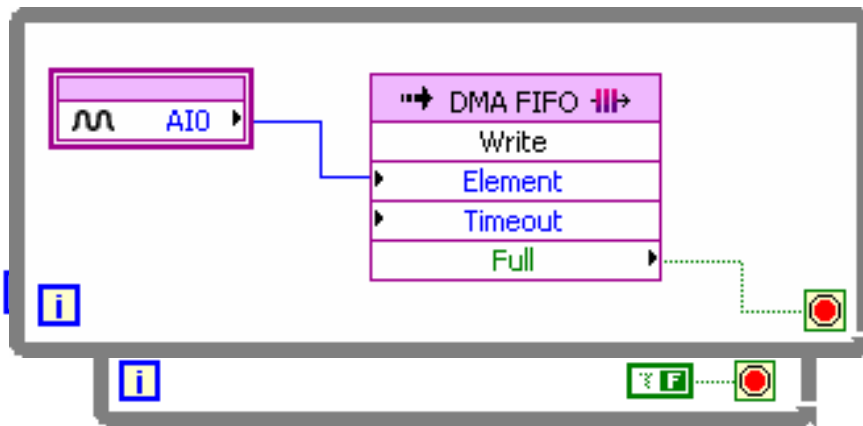 AI0
DMA FIFO
Write
Element
Timeout
Full
i
i
F